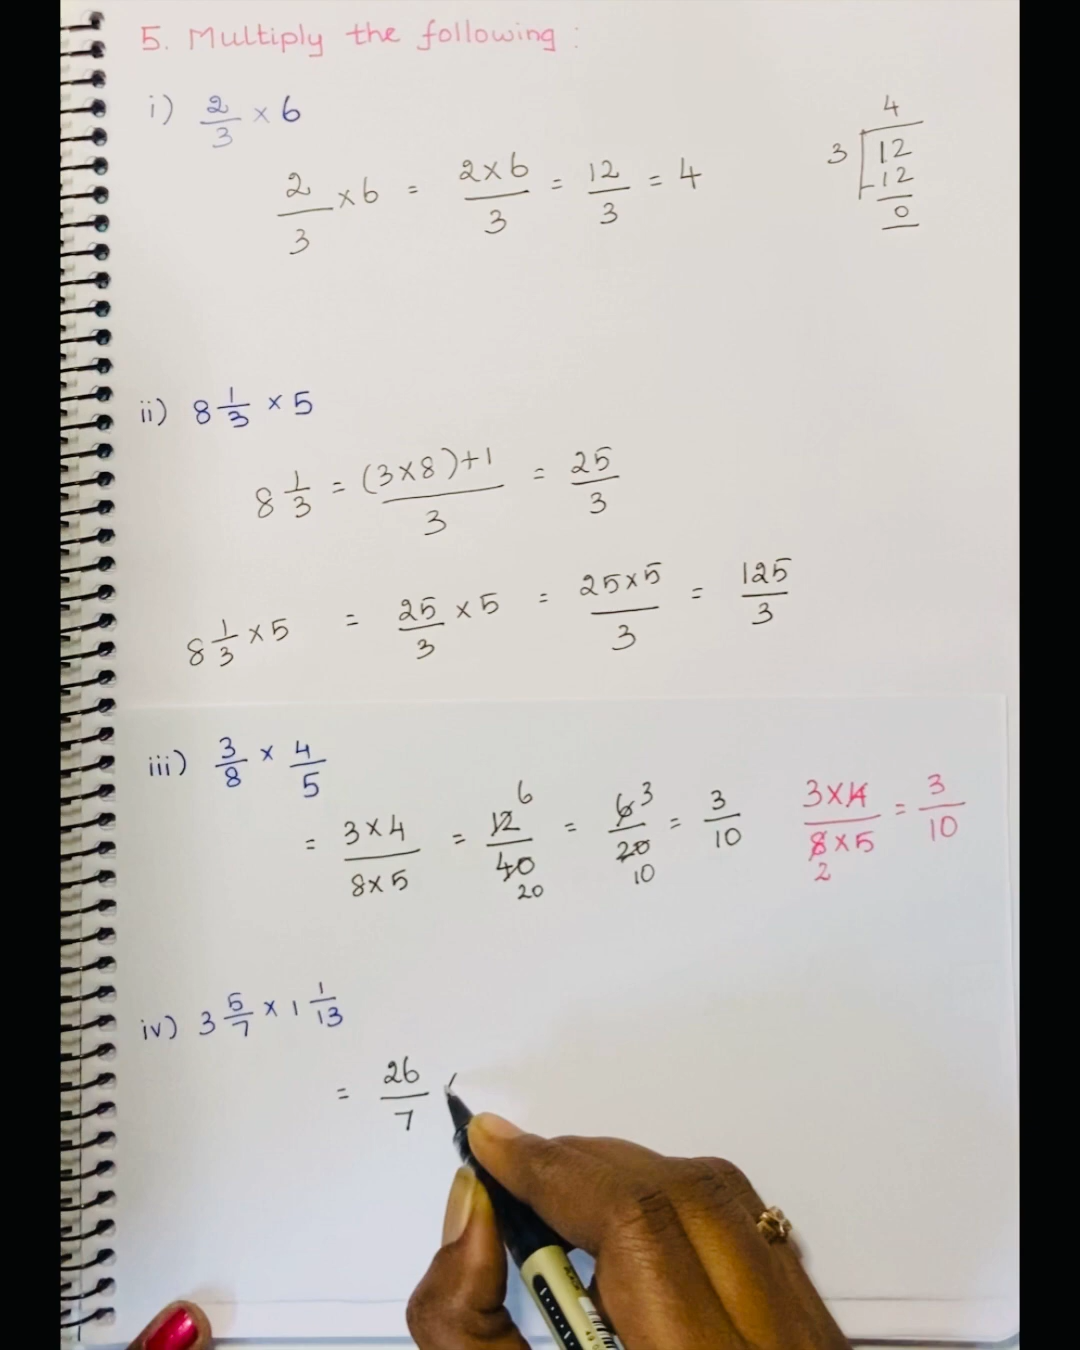 5. Multiply the following :
i) 2/3 × 6
2/3 × 6 = 2×6/3 = 12/3 = 4
4
3 12
-12
0
ii) 8 1/3 × 5
8 1/3 = (3×8)+1/3 = 25/3
8 1/3 × 5 = 25/3 × 5 = 25×5/3 = 125/3
iii) 3/8 × 4/5
= 3×4/8×5 = 12/40 = 6/20 = 3/10
6 3
20 10
3×4/8×5 = 3/10
2
iv) 3 5/7 × 1 1/13
= 26/7